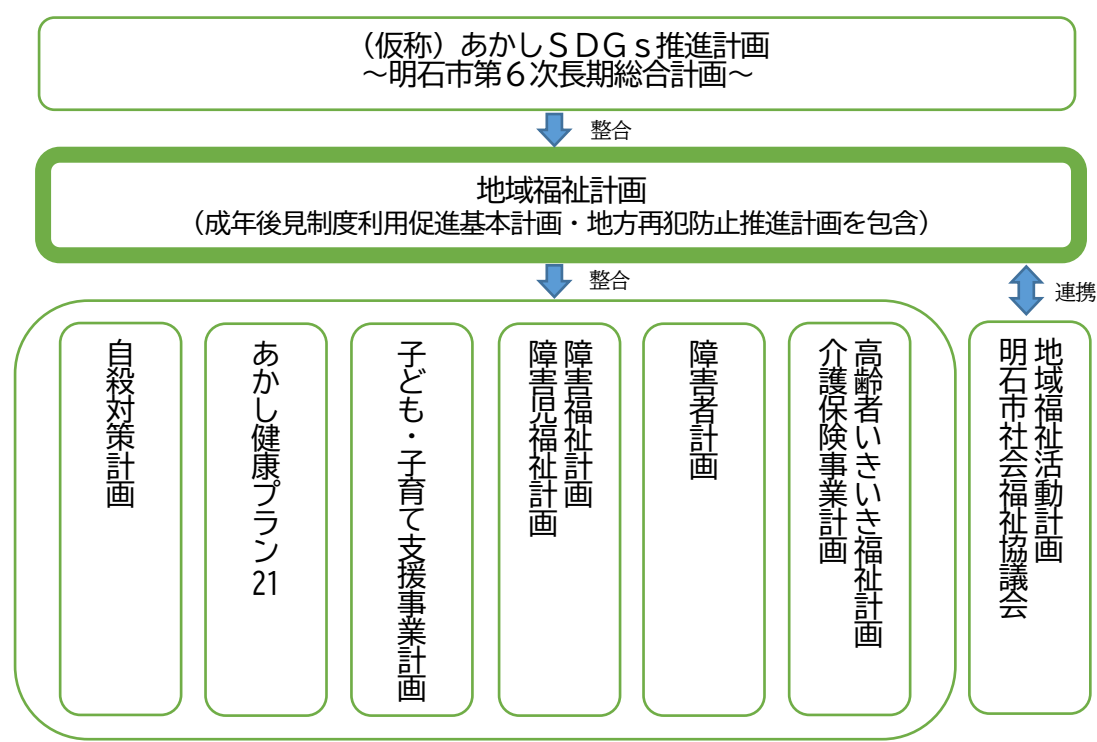 （仮称）あかしＳＤＧｓ推進計画
～明石市第６次長期総合計画～
整合
地域福祉計画
（成年後見制度利用促進基本計画・地方再犯防止推進計画を包含）
整合
連携
地域福祉活動計画
明石市社会福祉協議会
高齢者いきいき福祉計画
介護保険事業計画
障害者計画
障害福祉計画
障害児福祉計画
子ども・子育て支援事業計画
あかし健康プラン21
自殺対策計画